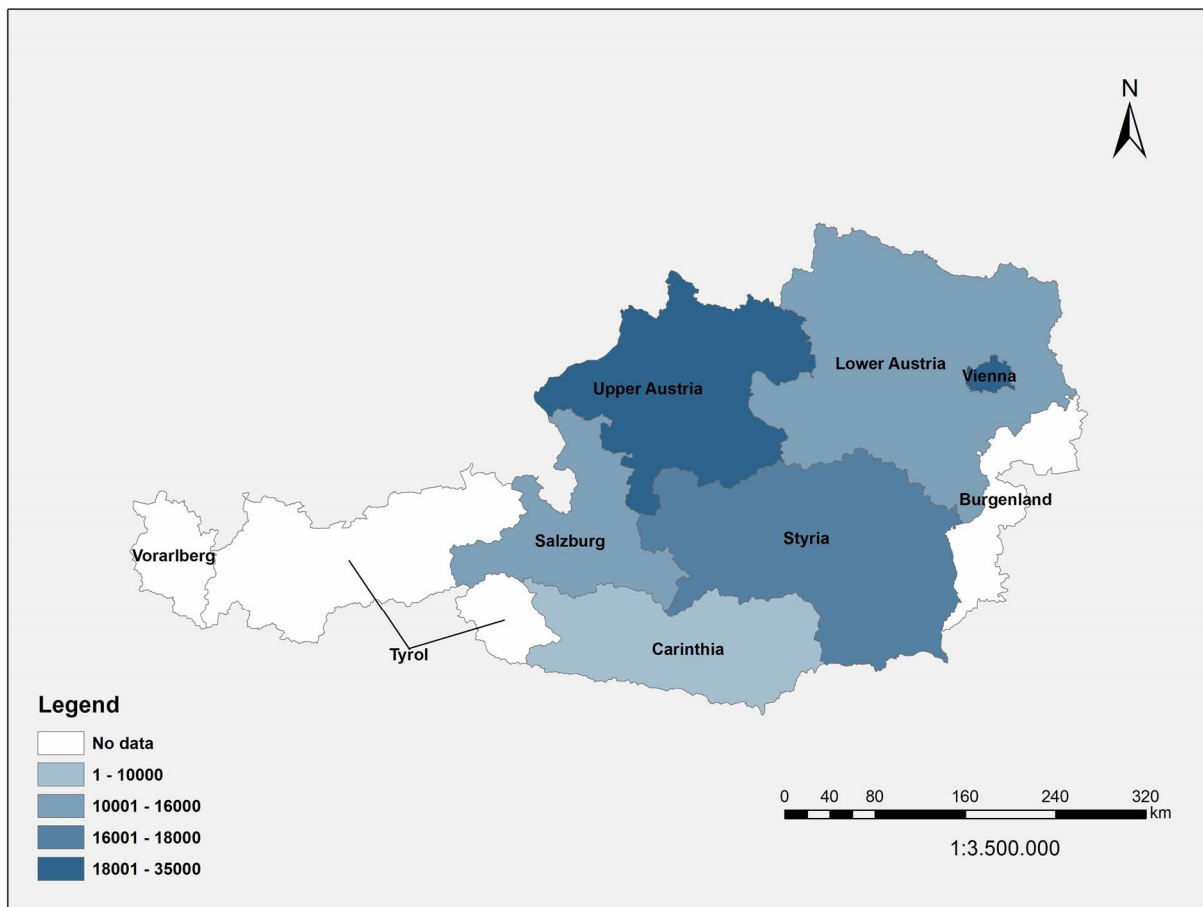 N
Lower Austria
Vienna
Upper Austria
Burgenland
Salzburg
Styria
Vorarlberg
Tyrol
Carinthia
Legend
No data
1 - 10000
10001 - 16000
16001 - 18000
18001 - 35000
0 40 80 160 240 320
km
1:3.500.000